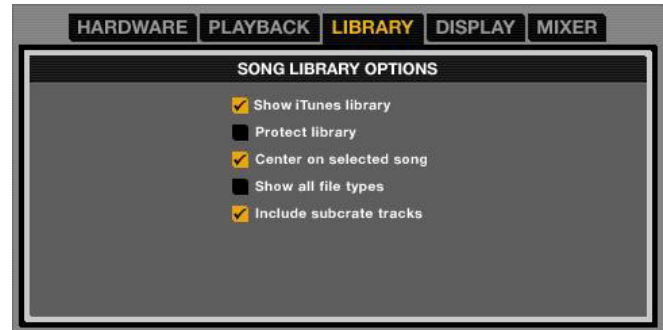 HARDWARE PLAYBACK LIBRARY DISPLAY MIXER
SONG LIBRARY OPTIONS
Show iTunes library
Protect library
Center on selected song
Show all file types
Include subcrate tracks